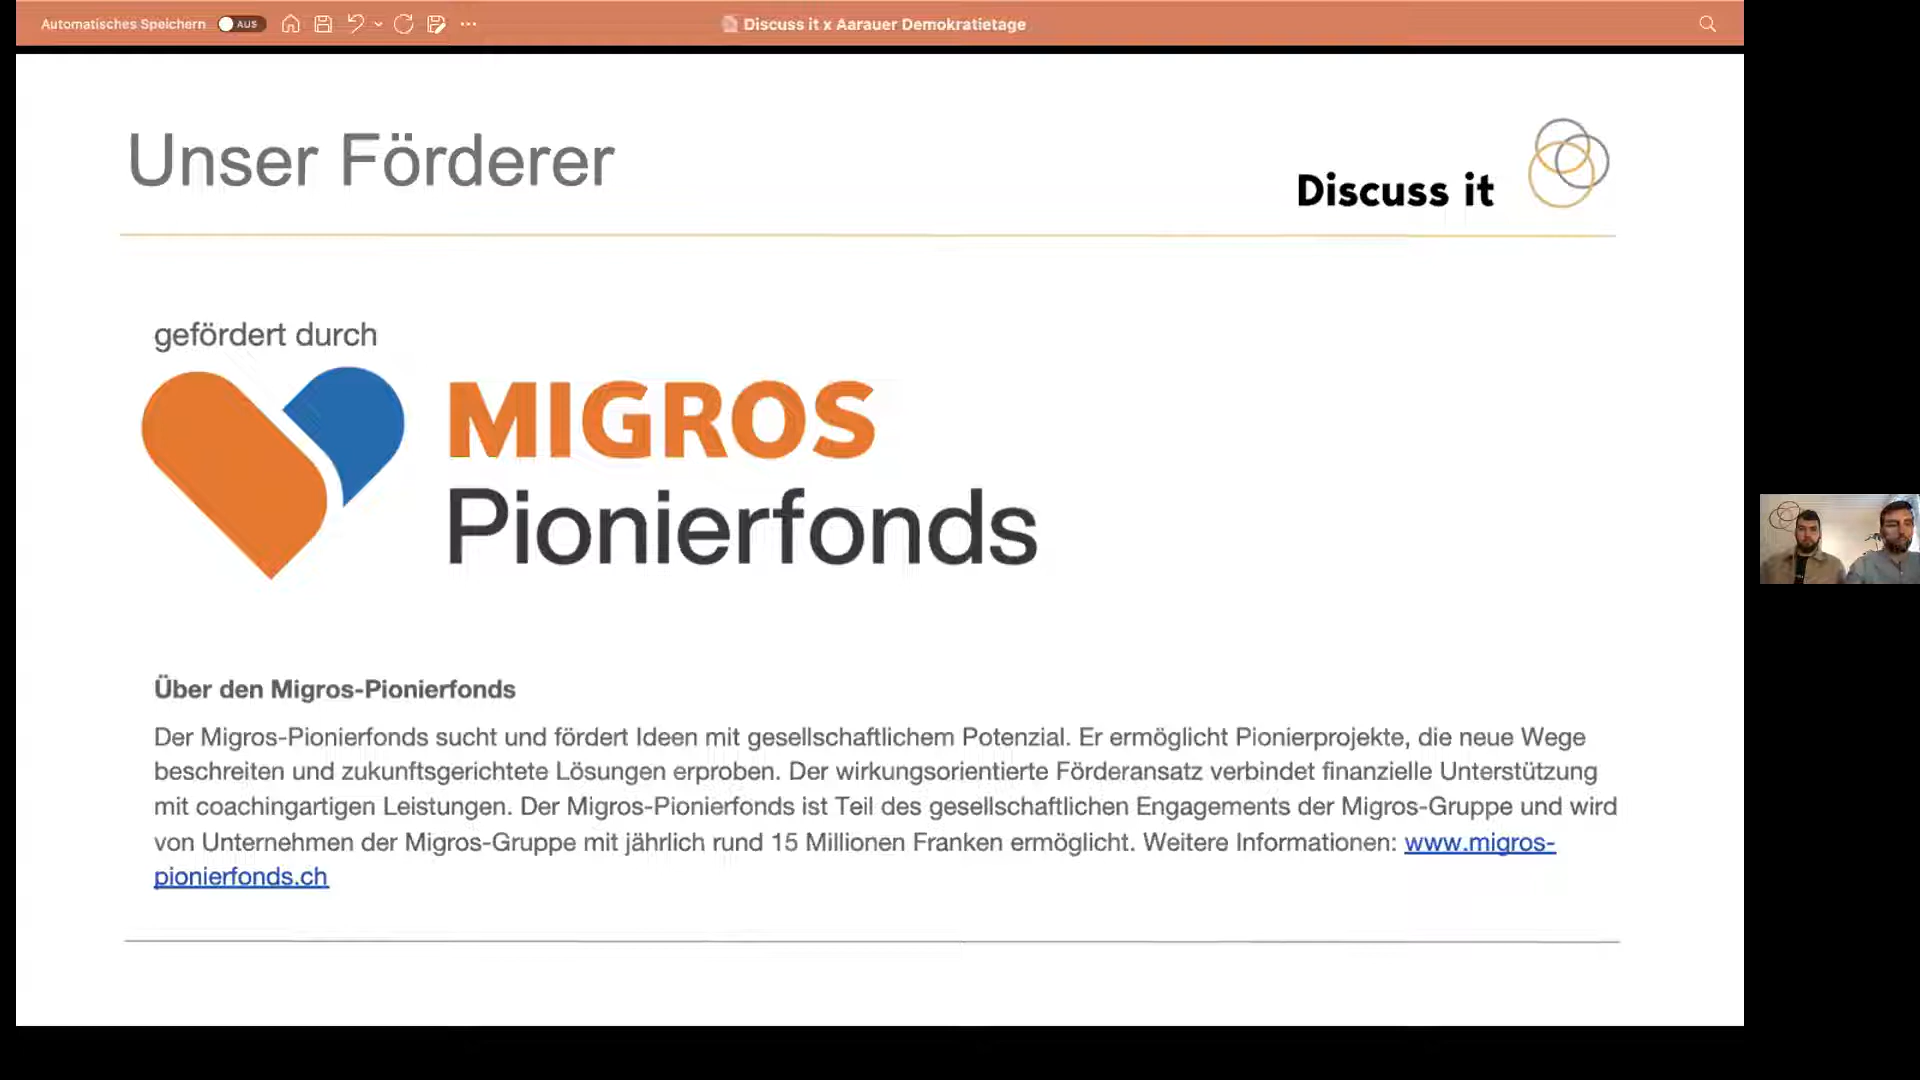 Automatisches Speichern AUS
Discuss it x Aarauer Demokratietage
Unser Förderer
Discuss it
gefördert durch
MIGROS
Pionierfonds
Über den Migros-Pionierfonds
Der Migros-Pionierfonds sucht und fördert Ideen mit gesellschaftlichem Potenzial. Er ermöglicht Pionierprojekte, die neue Wege
beschreiten und zukunftsgerichtete Lösungen erproben. Der wirkungsorientierte Förderansatz verbindet finanzielle Unterstützung
mit coachingartigen Leistungen. Der Migros-Pionierfonds ist Teil des gesellschaftlichen Engagements der Migros-Gruppe und wird
von Unternehmen der Migros-Gruppe mit jährlich rund 15 Millionen Franken ermöglicht. Weitere Informationen: www.migros-
pionierfonds.ch